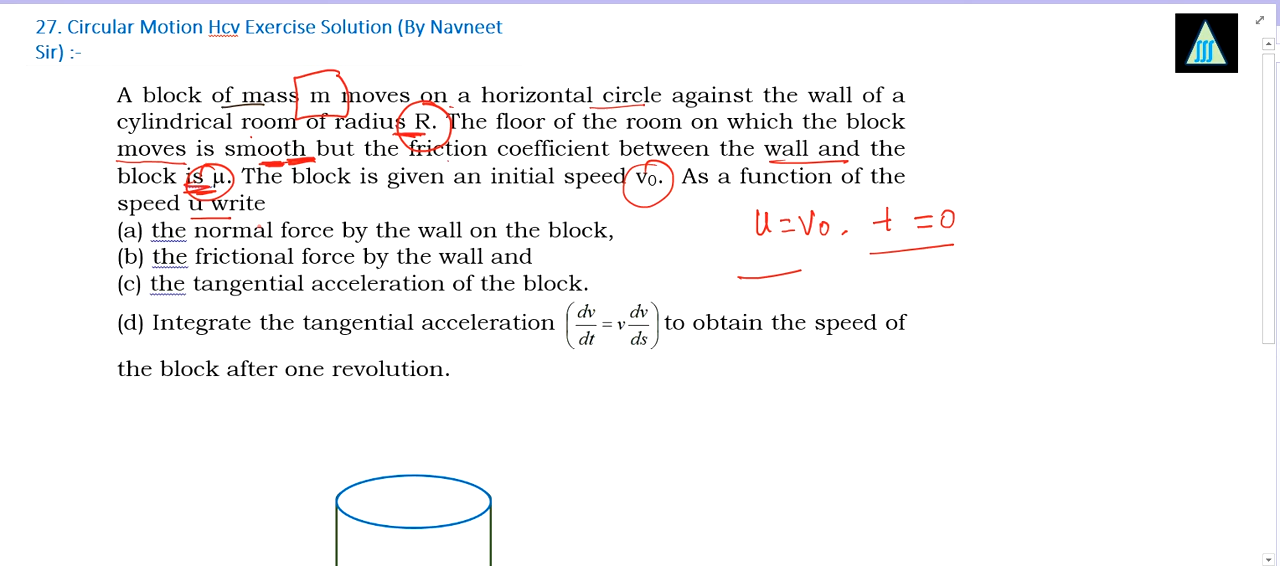 27. Circular Motion Hcv Exercise Solution (By Navneet
Sir) :-
A block of mass m moves on a horizontal circle against the wall of a
cylindrical room of radius R. The floor of the room on which the block
moves is smooth but the friction coefficient between the wall and the
block is μ. The block is given an initial speed v₀. As a function of the
speed u write
u = v₀. t = 0
(a) the normal force by the wall on the block,
(b) the frictional force by the wall and
(c) the tangential acceleration of the block.
(d) Integrate the tangential acceleration (dv/dt = v dv/ds) to obtain the speed of
the block after one revolution.